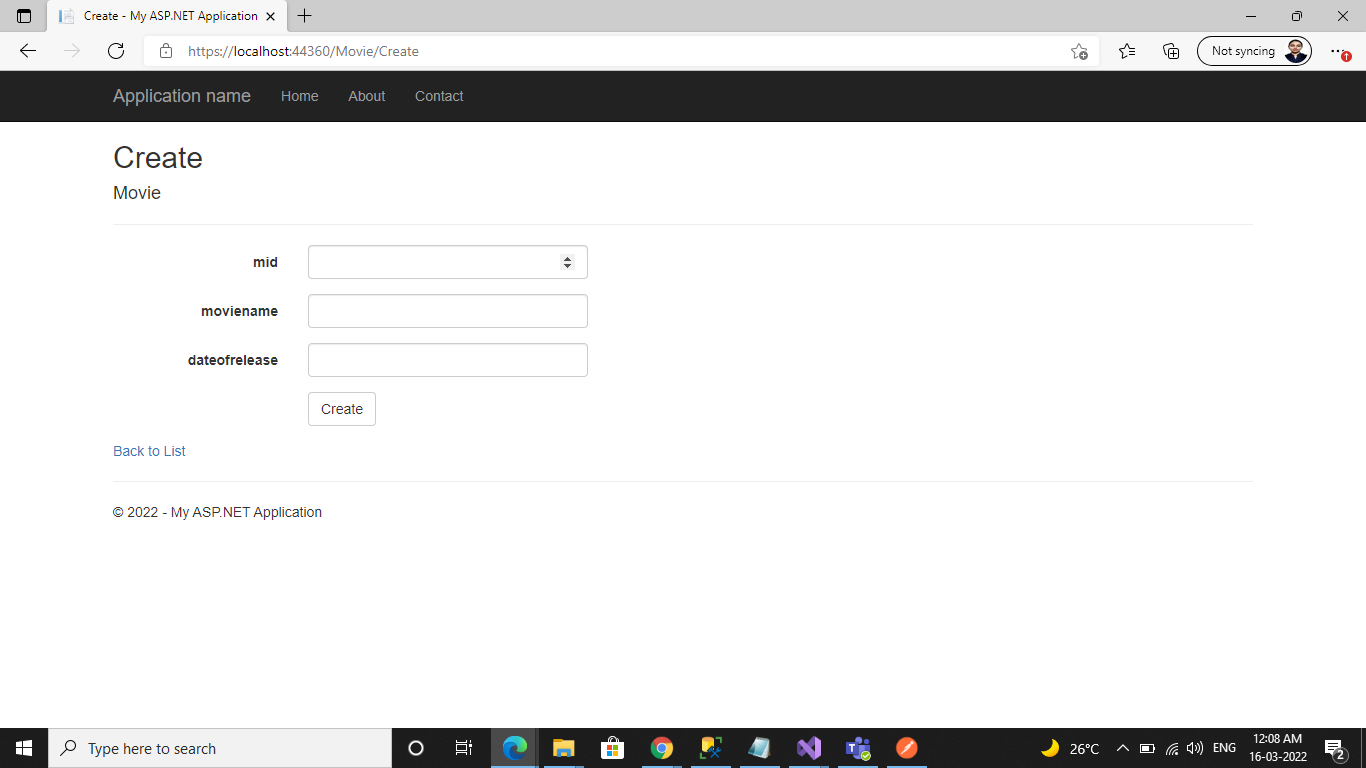 Create - My ASP.NET Application
https://localhost:44360/Movie/Create
Not syncing
Application name Home About Contact
Create
Movie
mid
moviename
dateofrelease
Create
Back to List
© 2022 - My ASP.NET Application
Type here to search
26°C
ENG
12:08 AM
16-03-2022
2